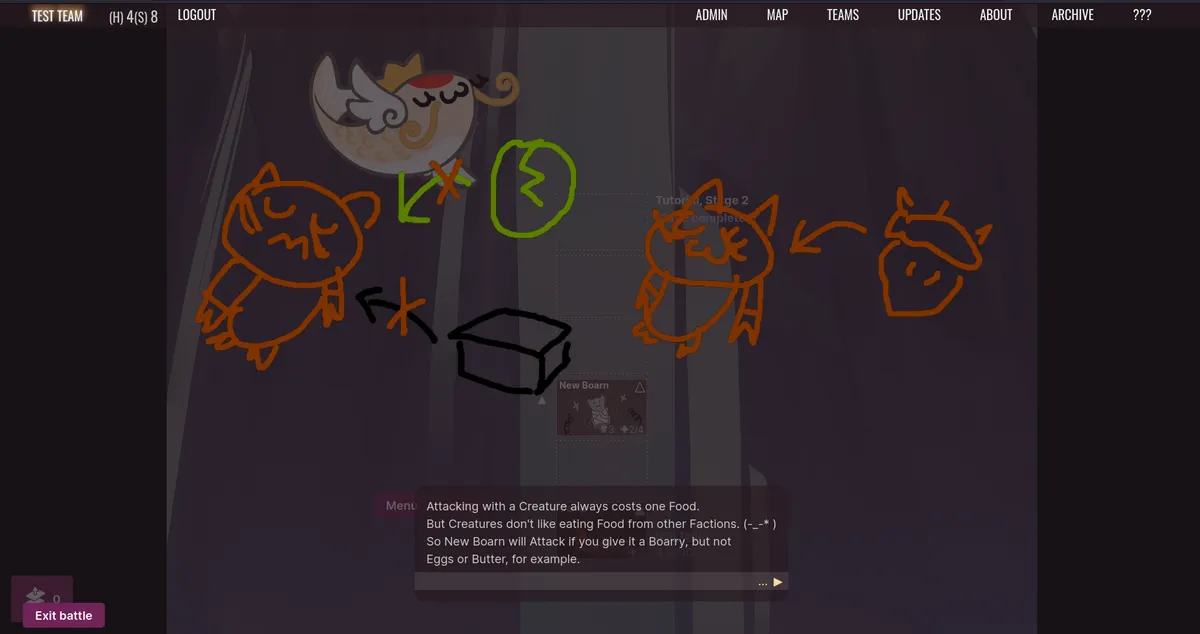 TEST TEAM (H) 4(S) 8 LOGOUT ADMIN MAP TEAMS UPDATES ABOUT ARCHIVE ???
Tutorial, Stage 2
complete
New Boarn
3 2/4
Menu
Attacking with a Creature always costs one Food.
But Creatures don't like eating Food from other Factions. (-_-* )
So New Boarn will Attack if you give it a Boarry, but not
Eggs or Butter, for example.
... ▶
0
Exit battle